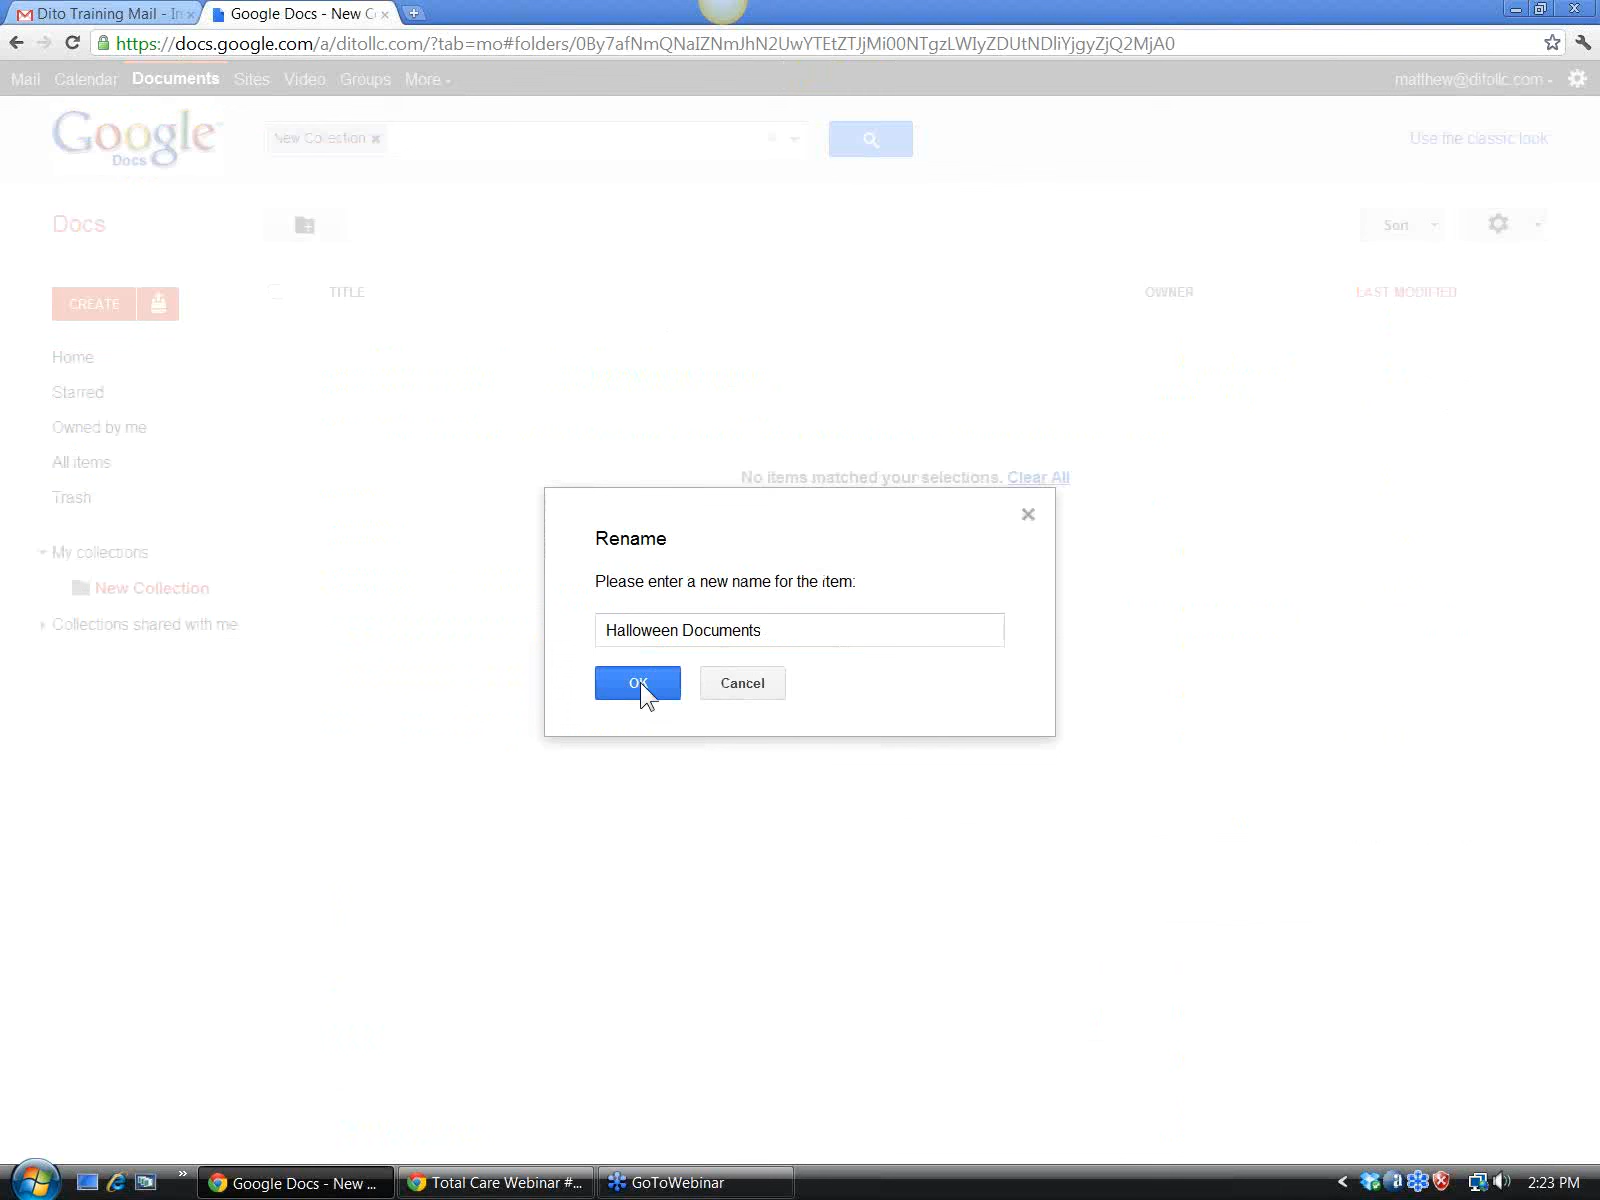 Dito Training Mail - In
Google Docs - New C
https://docs.google.com/a/ditollc.com/?tab=mo#folders/0By7afNmQNaIZNmJhN2UwYTEtZTJjMi00NTgzLWIyZDUtNDliYjgyZjQ2MjA0
Mail Calendar Documents Sites Video Groups More
matthew@ditollc.com
Google
Docs
New Collection
Use the classic look
Docs
Sort
CREATE
TITLE
OWNER
LAST MODIFIED
Home
Starred
Owned by me
All items
Trash
My collections
New Collection
Collections shared with me
No items matched your selections. Clear All
Rename
Please enter a new name for the item:
Halloween Documents
OK
Cancel
Google Docs - New ...
Total Care Webinar #...
GoToWebinar
2:23 PM